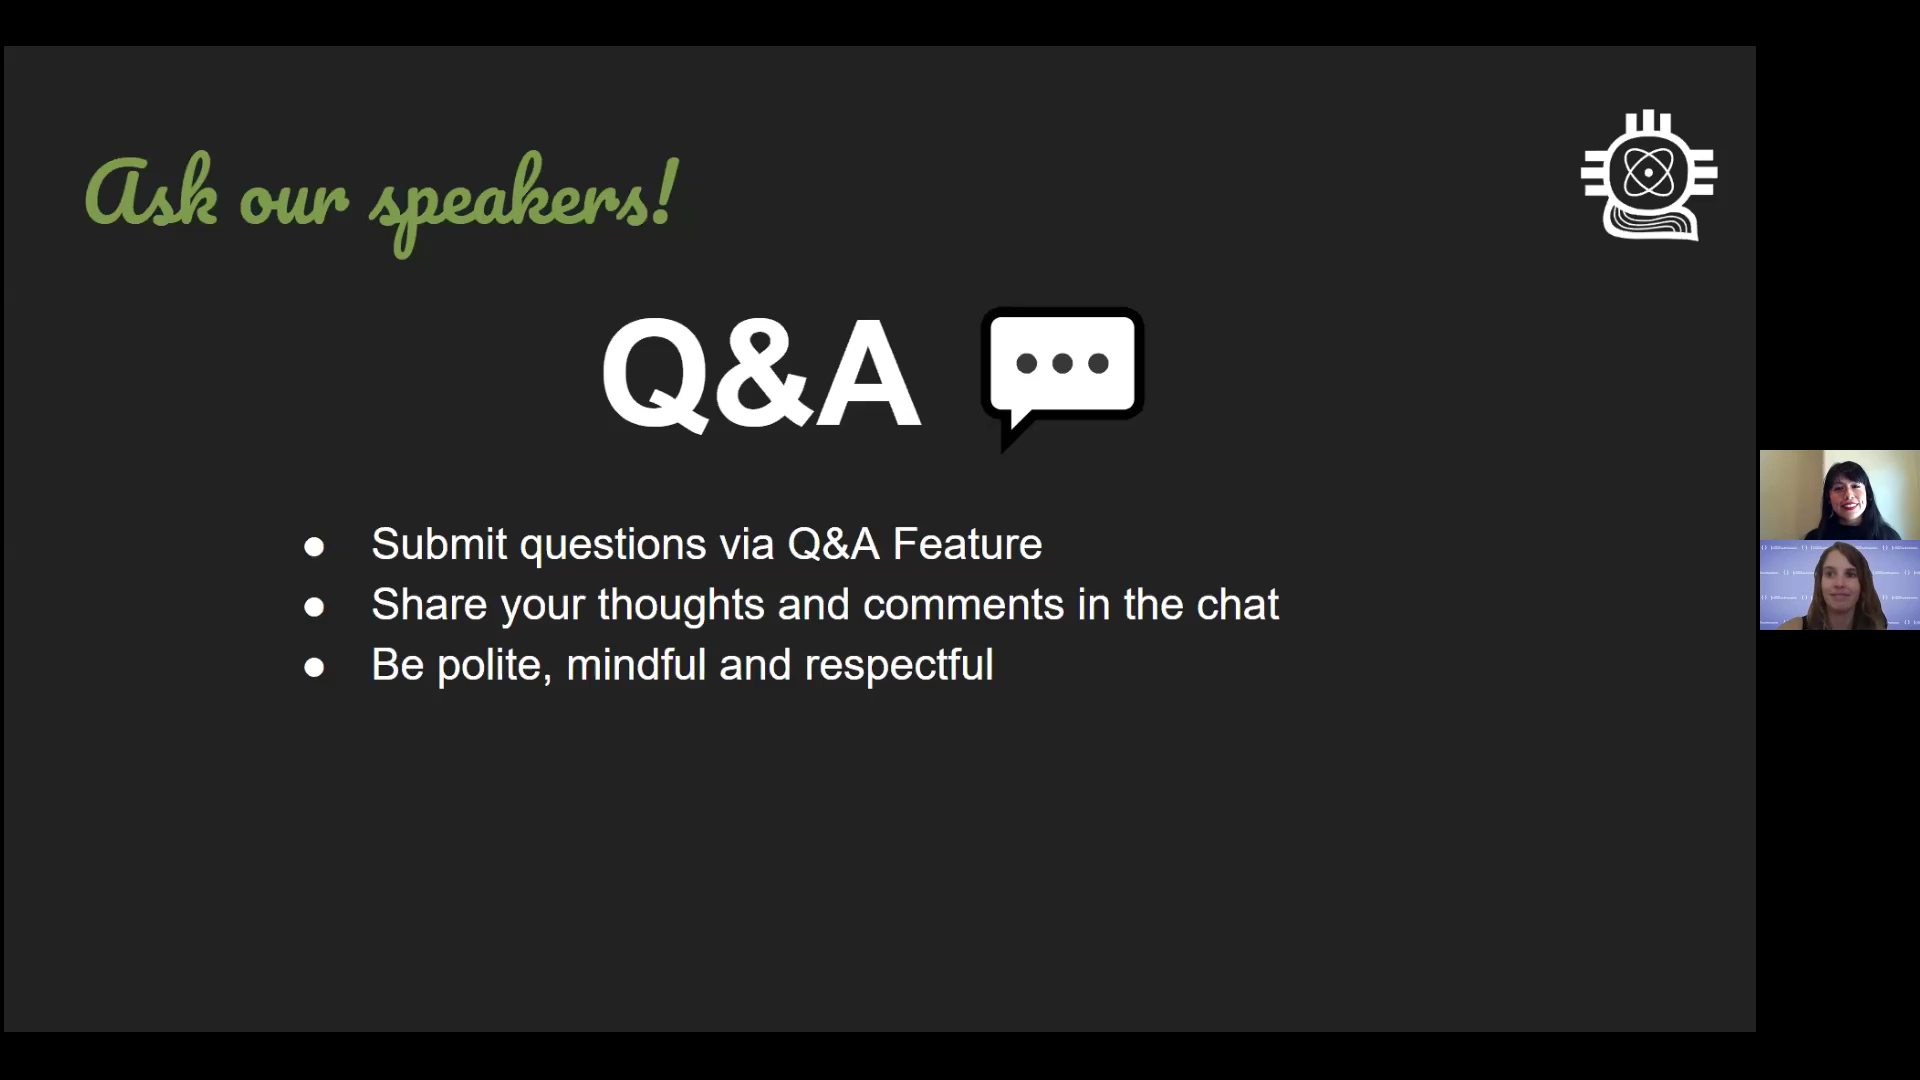 Ask our speakers!
Q&A
● Submit questions via Q&A Feature
● Share your thoughts and comments in the chat
● Be polite, mindful and respectful